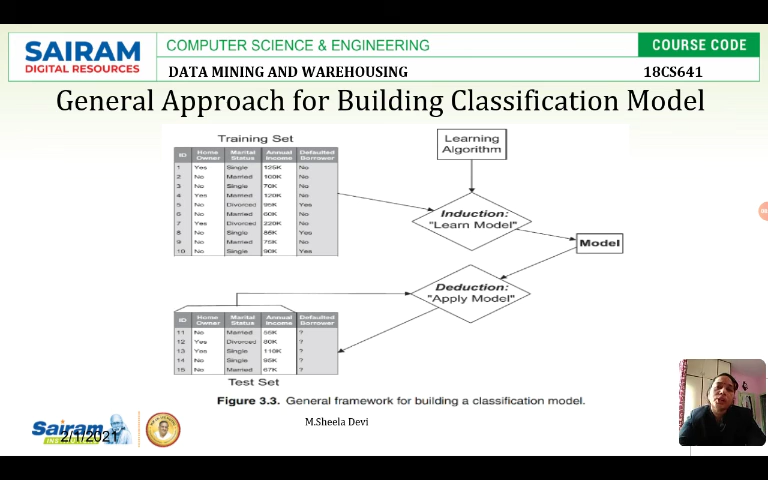 SAIRAM
DIGITAL RESOURCES
COMPUTER SCIENCE & ENGINEERING
COURSE CODE
DATA MINING AND WAREHOUSING
18CS641
General Approach for Building Classification Model
Training Set
ID Home Owner Marital Status Annual Income Defaulted Borrower
1 Yes Single 125K No
2 No Married 100K No
3 No Single 70K No
4 Yes Married 120K No
5 No Divorced 95K Yes
6 No Married 60K No
7 Yes Divorced 220K No
8 No Single 85K Yes
9 No Married 75K No
10 No Single 90K Yes
Learning
Algorithm
Induction:
"Learn Model"
Model
Deduction:
"Apply Model"
ID Home Owner Marital Status Annual Income Defaulted Borrower
11 No Married 55K ?
12 Yes Divorced 80K ?
13 Yes Single 110K ?
14 No Single 95K ?
15 No Married 67K ?
Test Set
Figure 3.3. General framework for building a classification model.
M.Sheela Devi
Sairam
2/1/2021